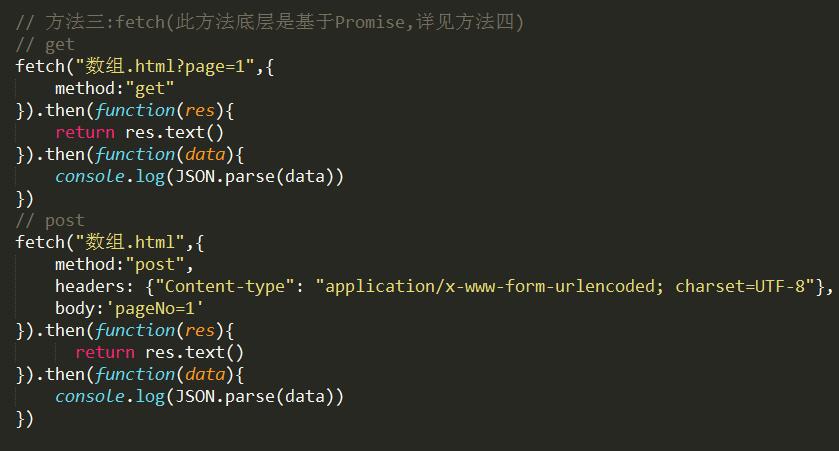 // 方法三:fetch(此方法底层是基于Promise,详见方法四)
// get
fetch("数组.html?page=1",{
    method:"get"
}).then(function(res){
    return res.text()
}).then(function(data){
    console.log(JSON.parse(data))
})
// post
fetch("数组.html",{
    method:"post",
    headers: {"Content-type": "application/x-www-form-urlencoded; charset=UTF-8"},
    body:'pageNo=1'
}).then(function(res){
      return res.text()
}).then(function(data){
    console.log(JSON.parse(data))
})